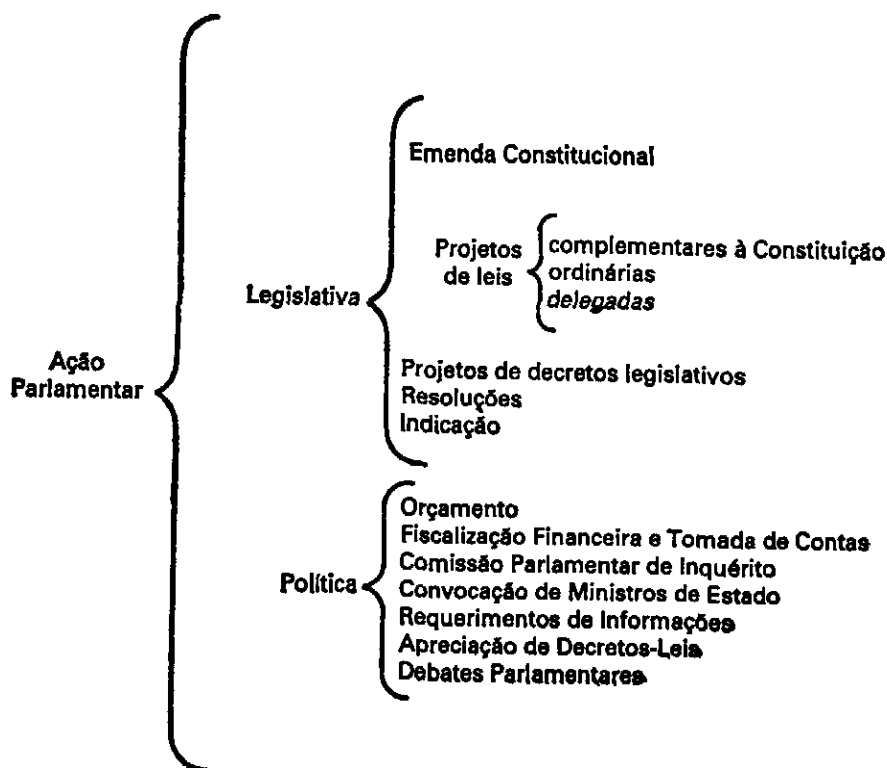 Ação
Parlamentar
Legislativa
Emenda Constitucional
Projetos
de leis
complementares à Constituição
ordinárias
delegadas
Projetos de decretos legislativos
Resoluções
Indicação
Política
Orçamento
Fiscalização Financeira e Tomada de Contas
Comissão Parlamentar de Inquérito
Convocação de Ministros de Estado
Requerimentos de Informações
Apreciação de Decretos-Leis
Debates Parlamentares